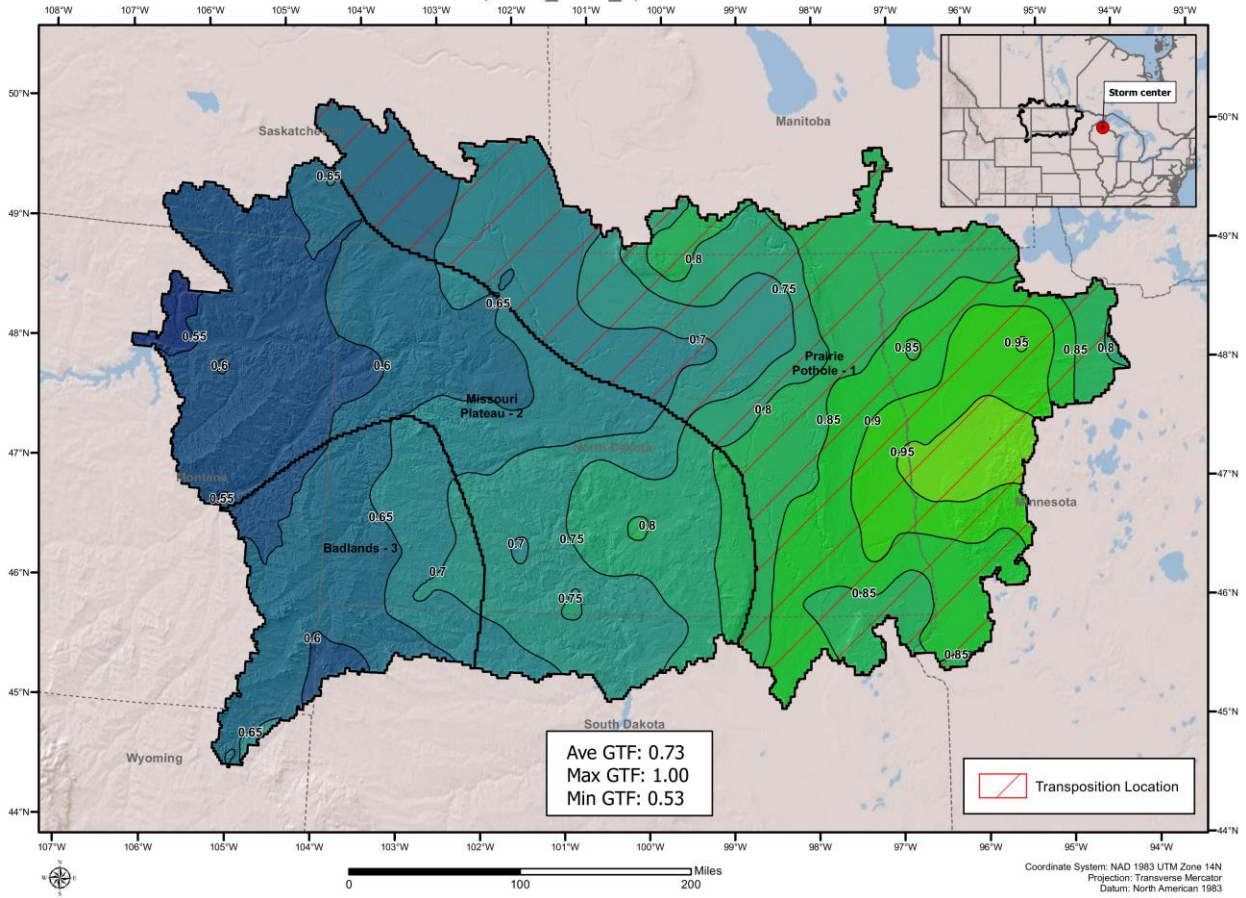 108°W 107°W 106°W 105°W 104°W 103°W 102°W 101°W 100°W 99°W 98°W 97°W 96°W 95°W 94°W 93°W
50°N
50°N
Storm center
Saskatchewan
Manitoba
0.65
49°N
49°N
0.8
0.75
0.65
48°N
0.55
0.7
0.85
0.95
0.85
0.8
48°N
0.6
0.6
Prairie
Pothole - 1
Missouri
Plateau - 2
0.8
0.85
0.9
47°N
North Dakota
0.95
47°N
Montana
0.55
Minnesota
0.65
0.8
0.75
0.7
Badlands - 3
46°N
0.7
0.75
0.85
46°N
0.6
0.85
45°N
45°N
0.65
South Dakota
Wyoming
Ave GTF: 0.73
Max GTF: 1.00
Min GTF: 0.53
Transposition Location
44°N
44°N
107°W 106°W 105°W 104°W 103°W 102°W 101°W 100°W 99°W 98°W 97°W 96°W 95°W 94°W
N
W E
S
Miles
0 100 200
Coordinate System: NAD 1983 UTM Zone 14N
Projection: Transverse Mercator
Datum: North American 1983